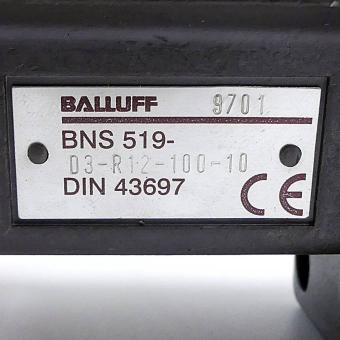 BALLUFF 9701
BNS 519-
D3-R12-100-10
DIN 43697
CE